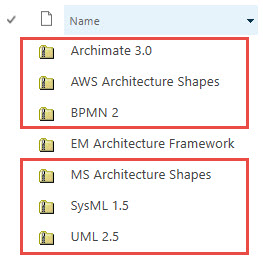 Name
Archimate 3.0
AWS Architecture Shapes
BPMN 2
EM Architecture Framework
MS Architecture Shapes
SysML 1.5
UML 2.5